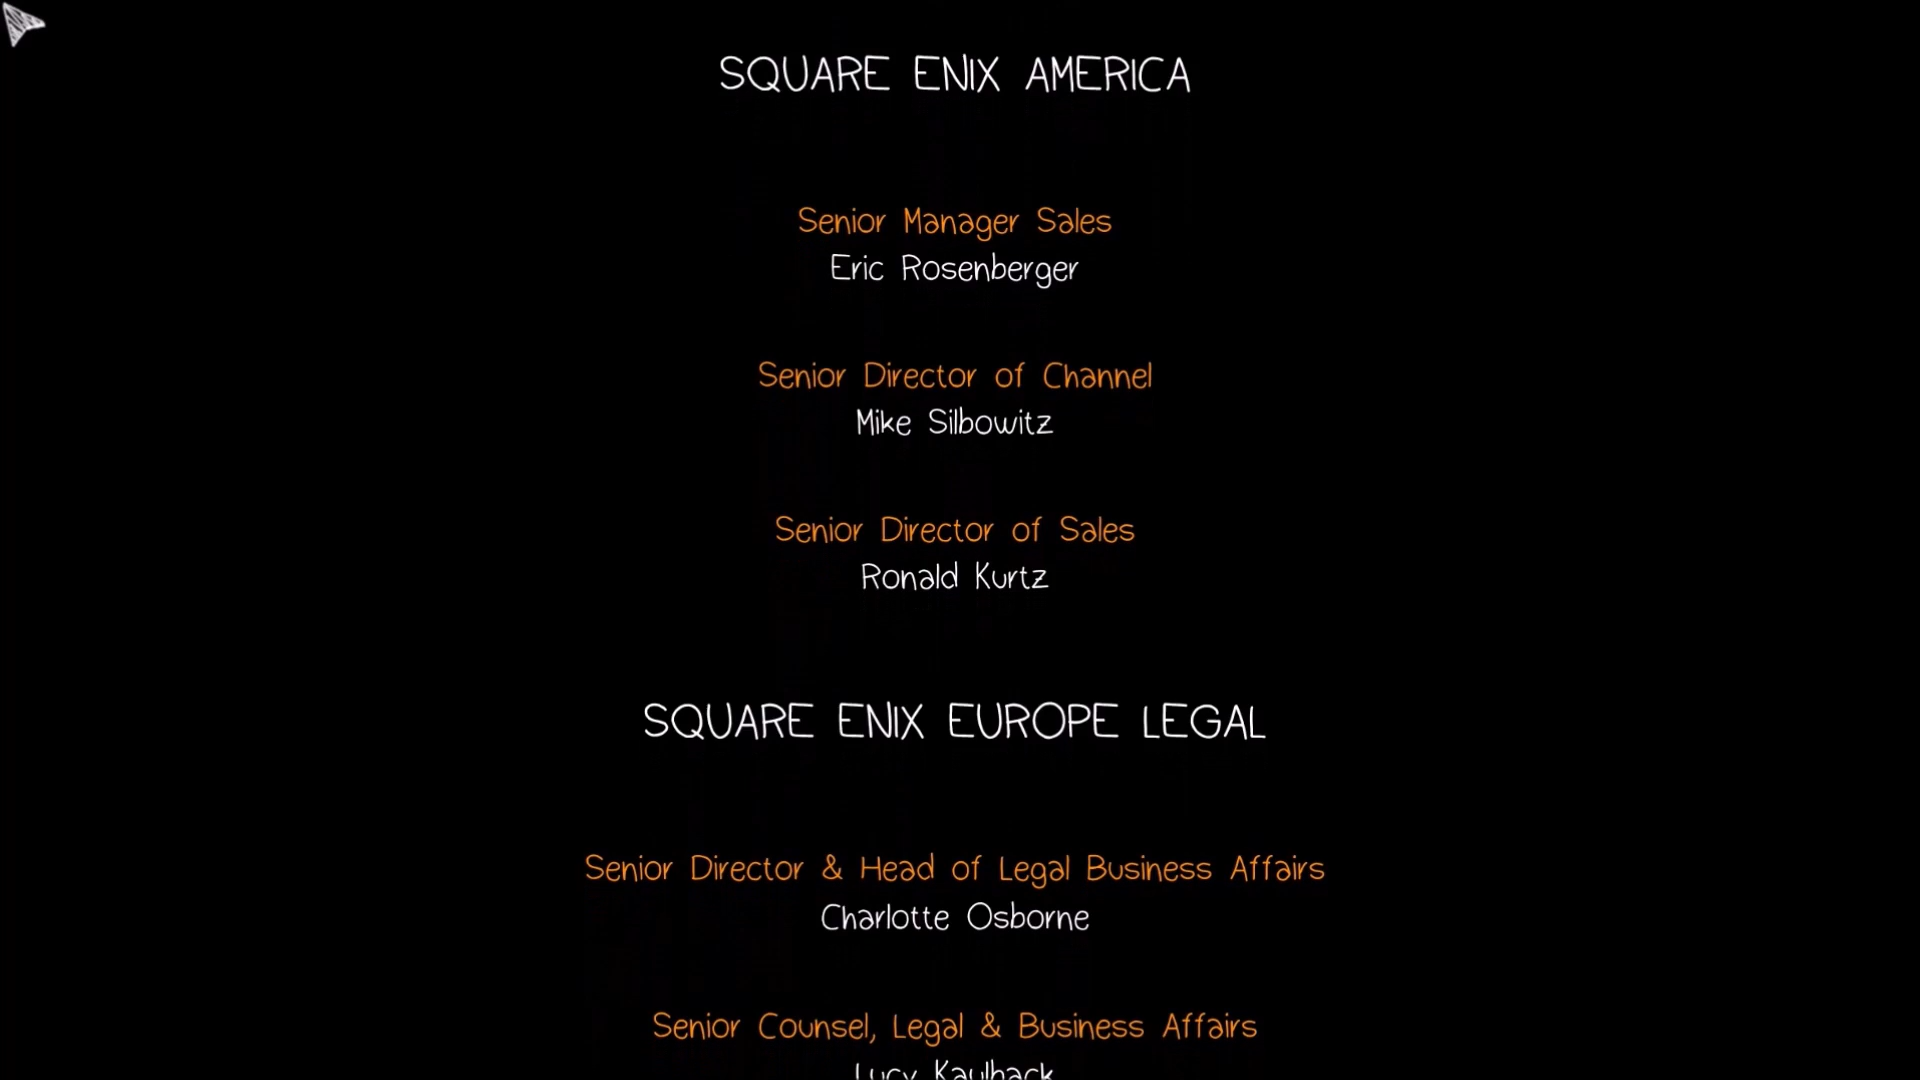 SQUARE ENIX AMERICA
Senior Manager Sales
Eric Rosenberger
Senior Director of Channel
Mike Silbowitz
Senior Director of Sales
Ronald Kurtz
SQUARE ENIX EUROPE LEGAL
Senior Director & Head of Legal Business Affairs
Charlotte Osborne
Senior Counsel, Legal & Business Affairs
Lucy Kaulback